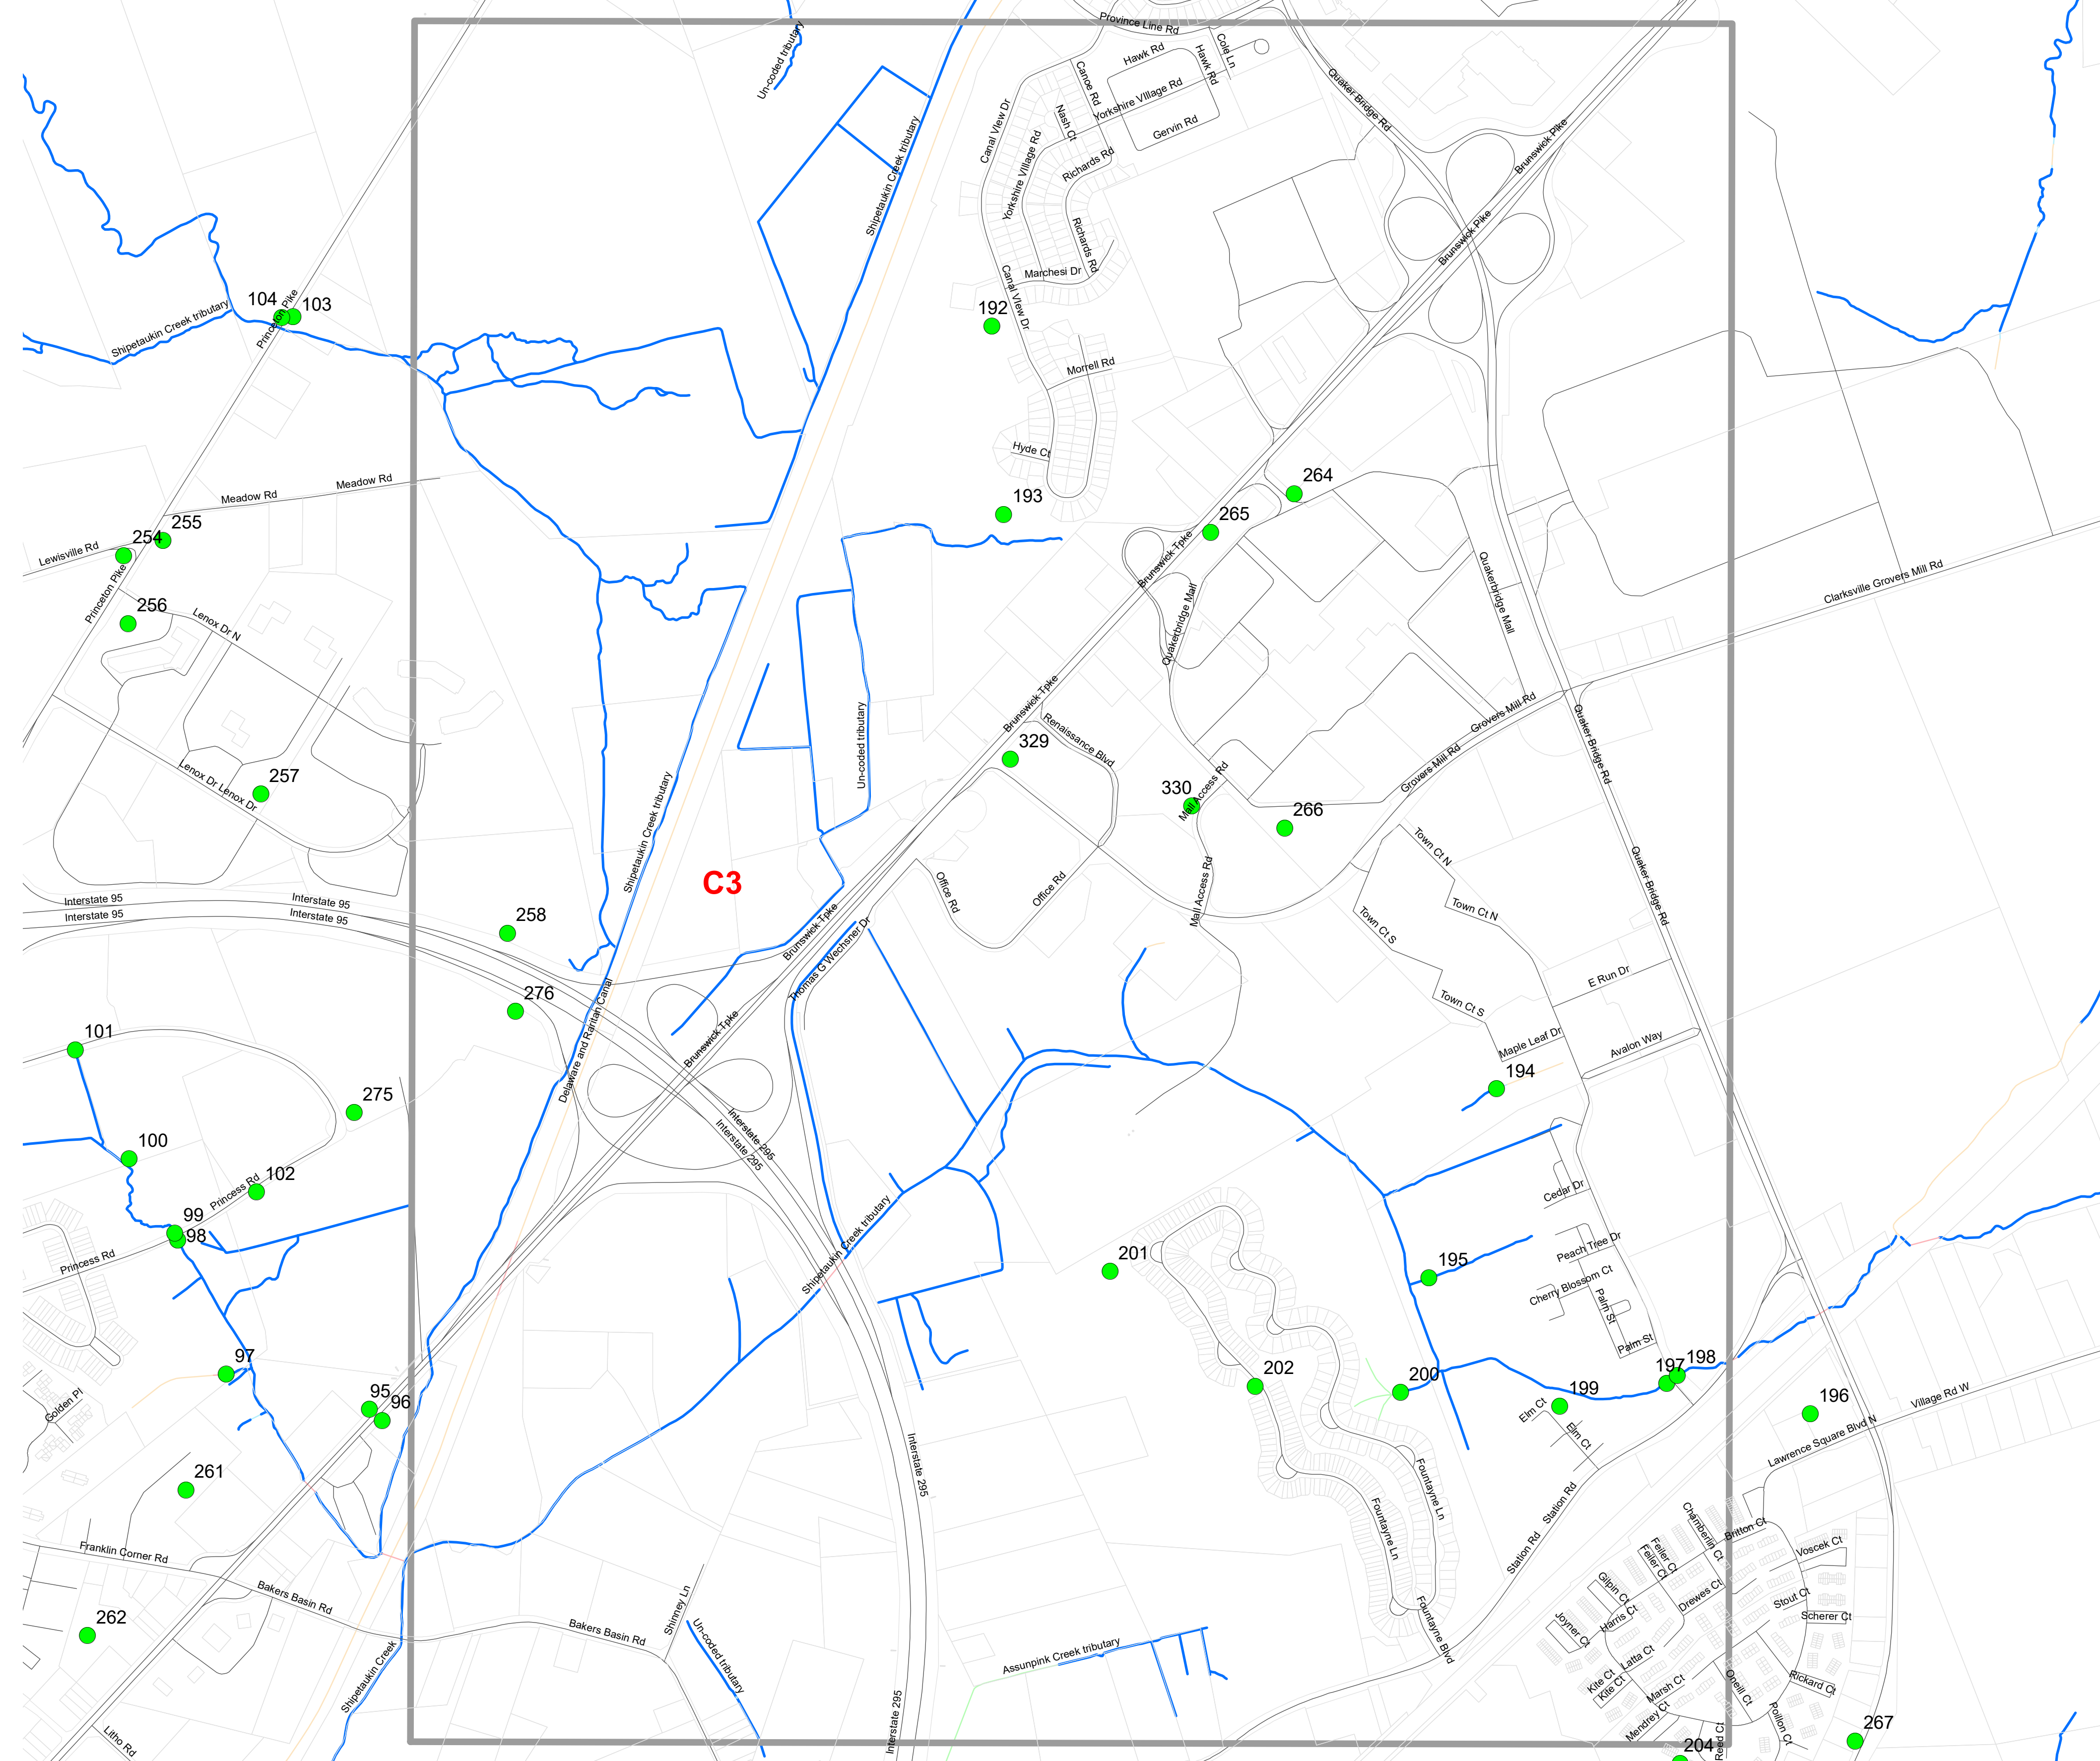 Province Line Rd
Un-coded tributary
Hawk Rd
Hawk Rd
Cole Ln
Canoe Rd
Yorkshire VIllage Rd
Quaker Bridge Rd
Canal VIew Dr
Nash Ct
Gervin Rd
Brunswick Pike
Shipetaukin Creek tributary
Yorkshire VIllage Rd
Richards Rd
Richards Rd
Brunswick Pike
Marchesi Dr
Canal VIew Dr
104
103
Princeton Pike
Shipetaukin Creek tributary
192
Morrell Rd
Hyde Ct
264
Meadow Rd
Meadow Rd
193
265
255
254
Lewisville Rd
Brunswick Tpke
Quakerbridge Mall
Clarksville Grovers Mill Rd
Princeton Pike
256
Lenox Dr N
Quakerbridge Mall
Brunswick Tpke
Renaissance Blvd
Grovers Mill Rd
Quaker Bridge Rd
329
Un-coded tributary
Grovers Mill Rd
257
Lenox Dr Lenox Dr
330
Mall Access Rd
266
Shipetaukin Creek tributary
Town Ct N
C3
Office Rd
Office Rd
Mall Access Rd
Quaker Bridge Rd
Interstate 95
Interstate 95
Interstate 95
Interstate 95
258
Brunswick Tpke
Town Ct N
Town Ct S
Thomas G Wechsner Dr
E Run Dr
276
Delaware and Raritan Canal
Town Ct S
101
Brunswick Tpke
Maple Leaf Dr
Avalon Way
194
275
Interstate 295
Interstate 295
100
102
Princess Rd
Cedar Dr
99
98
Princess Rd
Shipetaukin Creek tributary
201
195
Peach Tree Dr
Cherry Blossom Ct
Palm St
Palm St
97
202
200
197
198
199
196
Village Rd W
95
96
Golden Pl
Elm Ct
Elm Ct
Lawrence Square Blvd N
261
Interstate 295
Fountayne Ln
Fountayne Ln
Station Rd
Station Rd
Chamberlin Ct
Britton Ct
Voscek Ct
Franklin Corner Rd
Feiler Ct
Feiler Ct
Gilpin Ct
Drewes Ct
Stout Ct
Scherer Ct
Bakers Basin Rd
262
Shinney Ln
Bakers Basin Rd
Un-coded tributary
Fountayne Blvd
Harris Ct
Joyner Ct
Latta Ct
Assunpink Creek tributary
Shipetaukin Creek
Kite Ct
Kite Ct
Marsh Ct
Oneill Ct
Rickard Ct
Mendrey Ct
Poillon Ct
Interstate 295
Litho Rd
Reed Ct
204
267